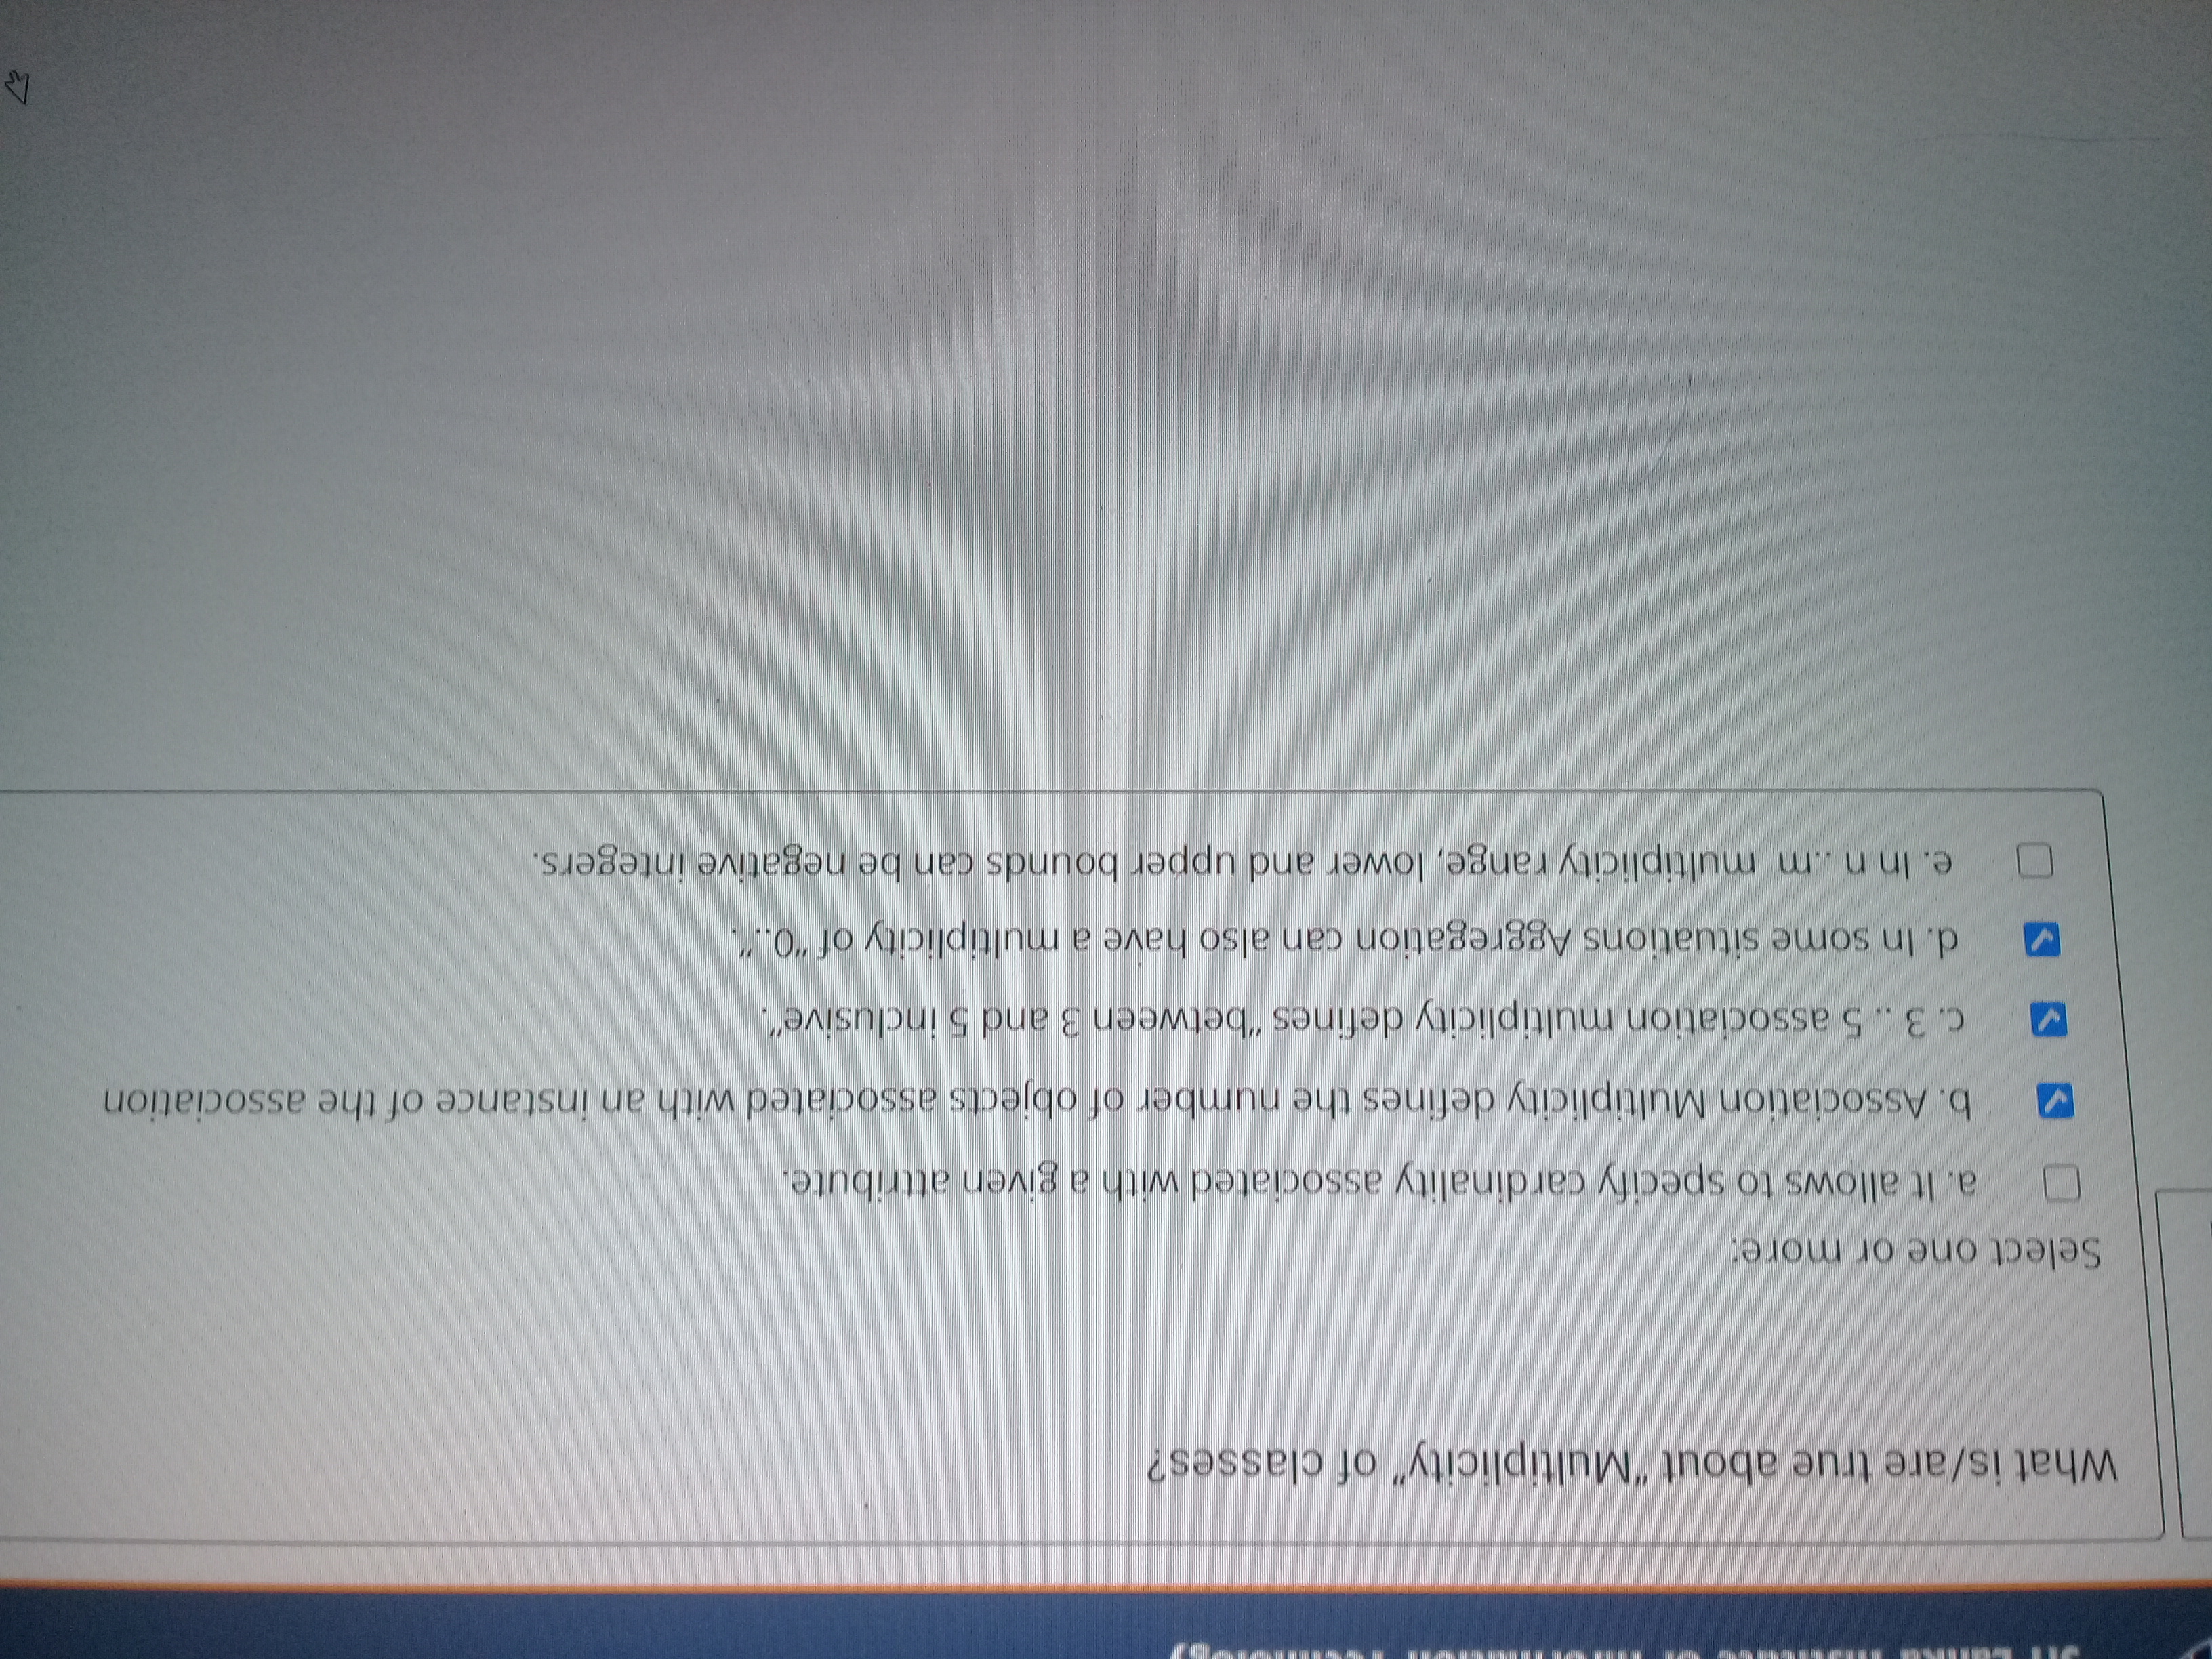 Sri Lanka Institute of Information Technology
What is/are true about “Multiplicity” of classes?
Select one or more:
a. It allows to specify cardinality associated with a given attribute.
b. Association Multiplicity defines the number of objects associated with an instance of the association
c. 3 .. 5 association multiplicity defines “between 3 and 5 inclusive”.
d. In some situations Aggregation can also have a multiplicity of “0..”.
e. In n ..m multiplicity range, lower and upper bounds can be negative integers.